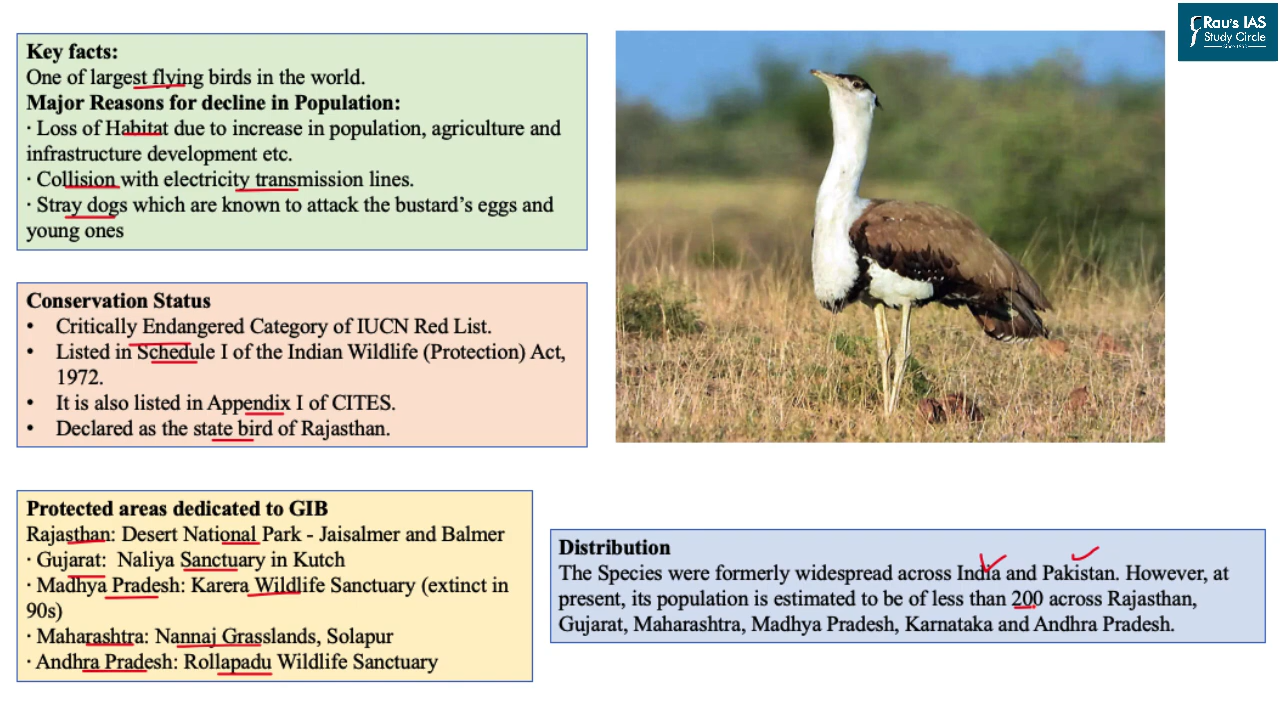 Rau's IAS
Study Circle
Key facts:
One of largest flying birds in the world.
Major Reasons for decline in Population:
· Loss of Habitat due to increase in population, agriculture and
infrastructure development etc.
· Collision with electricity transmission lines.
· Stray dogs which are known to attack the bustard's eggs and
young ones
Conservation Status
• Critically Endangered Category of IUCN Red List.
• Listed in Schedule I of the Indian Wildlife (Protection) Act,
1972.
• It is also listed in Appendix I of CITES.
• Declared as the state bird of Rajasthan.
Protected areas dedicated to GIB
Rajasthan: Desert National Park - Jaisalmer and Balmer
· Gujarat: Naliya Sanctuary in Kutch
· Madhya Pradesh: Karera Wildlife Sanctuary (extinct in
90s)
· Maharashtra: Nannaj Grasslands, Solapur
· Andhra Pradesh: Rollapadu Wildlife Sanctuary
Distribution
The Species were formerly widespread across India and Pakistan. However, at
present, its population is estimated to be of less than 200 across Rajasthan,
Gujarat, Maharashtra, Madhya Pradesh, Karnataka and Andhra Pradesh.